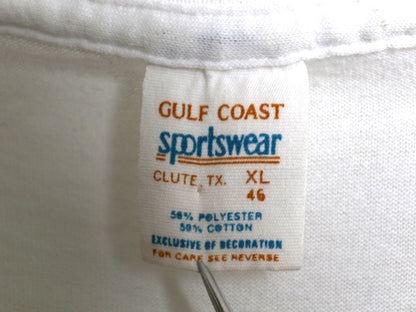 GULF COAST
sportswear
CLUTE, TX. XL
46
50% POLYESTER
50% COTTON
EXCLUSIVE OF DECORATION
FOR CARE SEE REVERSE